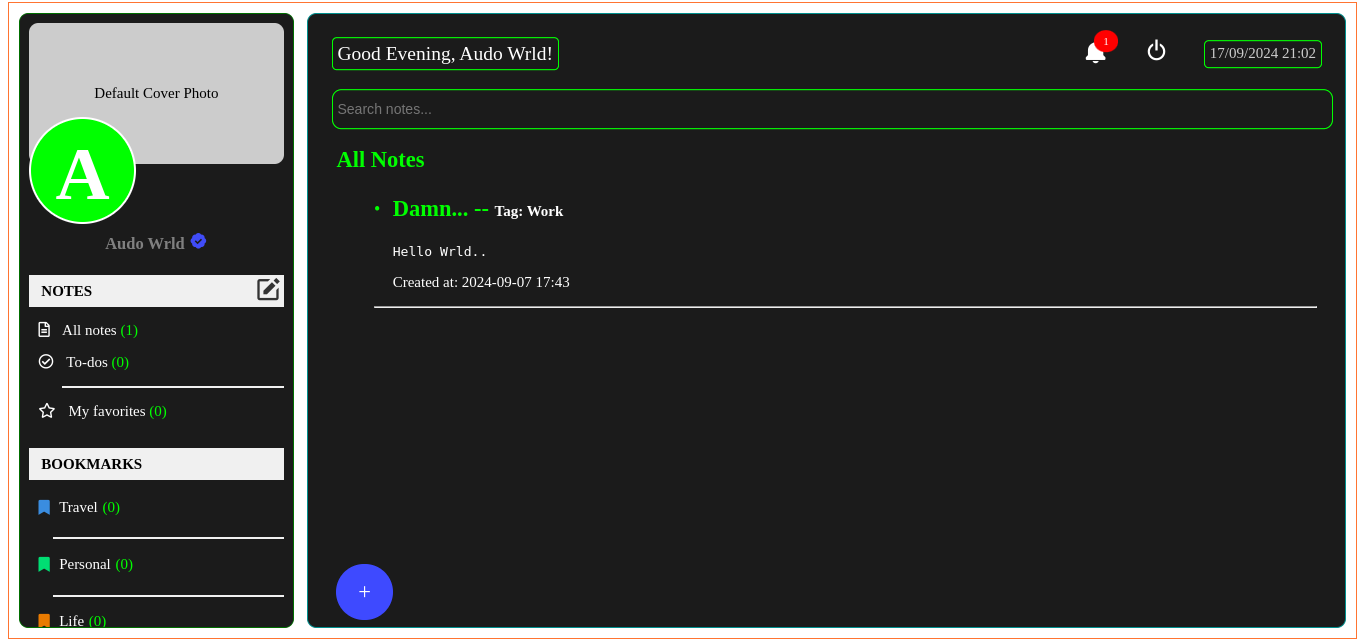 Default Cover Photo
A
Audo Wrld
NOTES
All notes (1)
To-dos (0)
My favorites (0)
BOOKMARKS
Travel (0)
Personal (0)
Life (0)
Good Evening, Audo Wrld!
1
17/09/2024 21:02
Search notes...
All Notes
• Damn... -- Tag: Work
Hello Wrld..
Created at: 2024-09-07 17:43
+